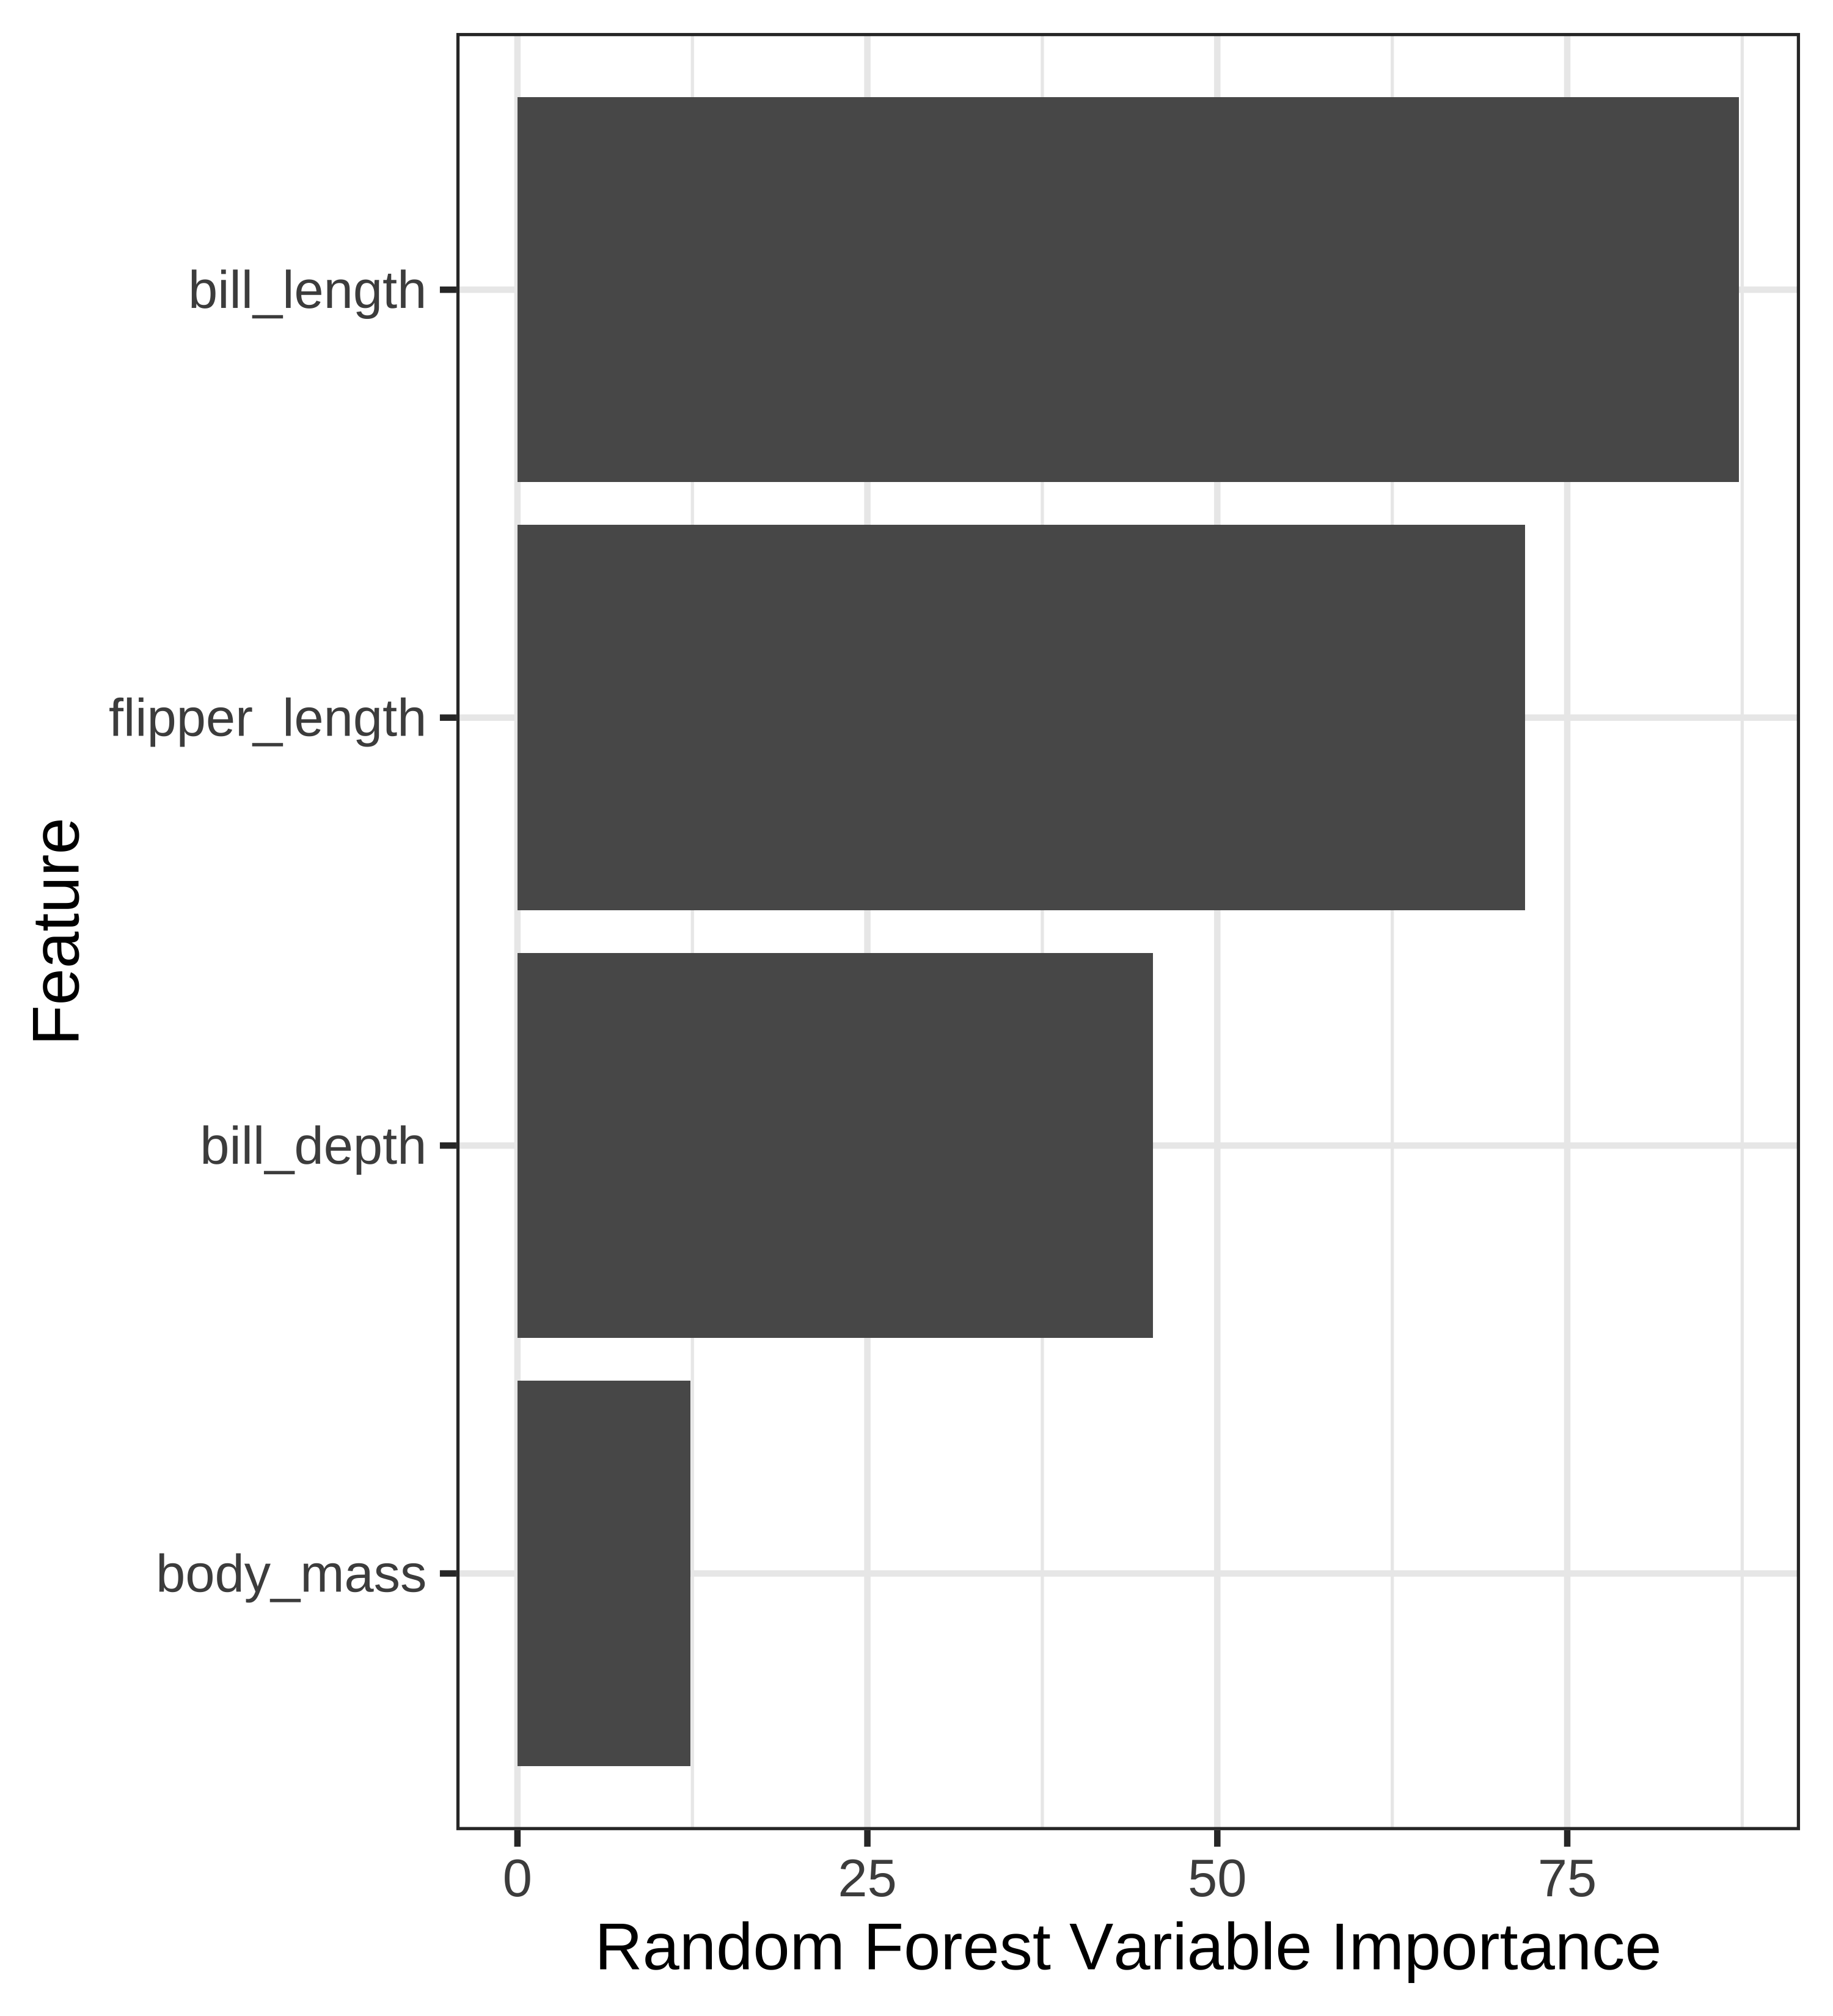 bill_length
flipper_length
bill_depth
body_mass
Feature
0 25 50 75
Random Forest Variable Importance